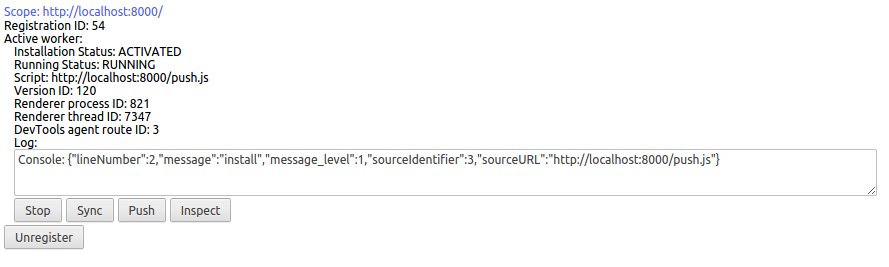 Scope: http://localhost:8000/
Registration ID: 54
Active worker:
Installation Status: ACTIVATED
Running Status: RUNNING
Script: http://localhost:8000/push.js
Version ID: 120
Renderer process ID: 821
Renderer thread ID: 7347
DevTools agent route ID: 3
Log:
Console: {"lineNumber":2,"message":"install","message_level":1,"sourceIdentifier":3,"sourceURL":"http://localhost:8000/push.js"}
Stop Sync Push Inspect
Unregister